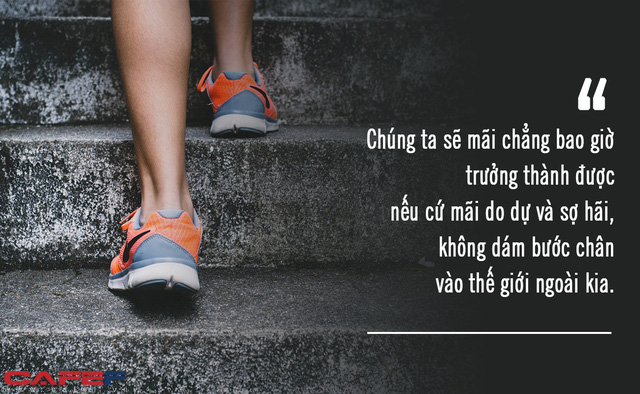 “
Chúng ta sẽ mãi chẳng bao giờ
trưởng thành được
nếu cứ mãi do dự và sợ hãi,
không dám bước chân
vào thế giới ngoài kia.
CAFEF